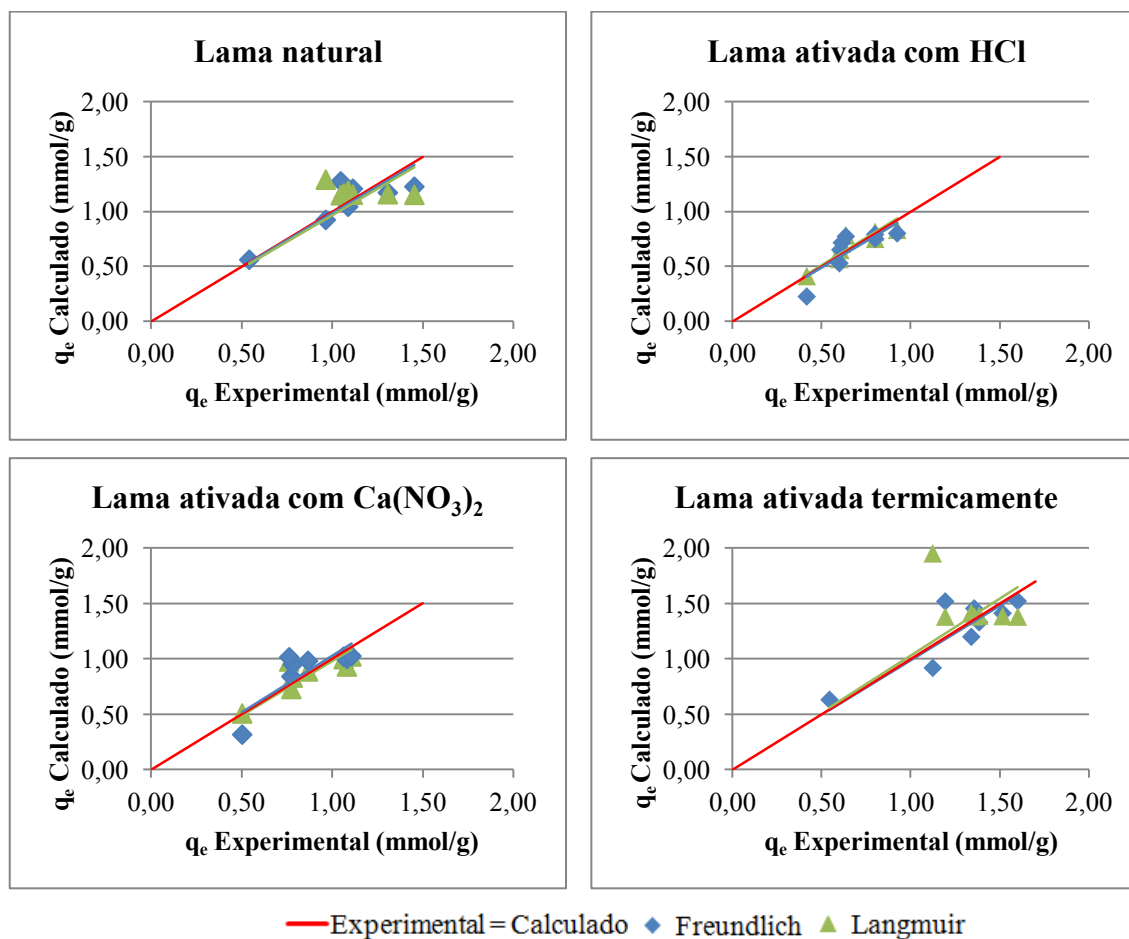 Lama natural
2,00
1,50
1,00
0,50
0,00
0,00 0,50 1,00 1,50 2,00
qₑ Calculado (mmol/g)
qₑ Experimental (mmol/g)
Lama ativada com HCl
2,00
1,50
1,00
0,50
0,00
0,00 0,50 1,00 1,50 2,00
qₑ Calculado (mmol/g)
qₑ Experimental (mmol/g)
Lama ativada com Ca(NO₃)₂
2,00
1,50
1,00
0,50
0,00
0,00 0,50 1,00 1,50 2,00
qₑ Calculado (mmol/g)
qₑ Experimental (mmol/g)
Lama ativada termicamente
2,00
1,50
1,00
0,50
0,00
0,00 0,50 1,00 1,50 2,00
qₑ Calculado (mmol/g)
qₑ Experimental (mmol/g)
Experimental = Calculado Freundlich Langmuir